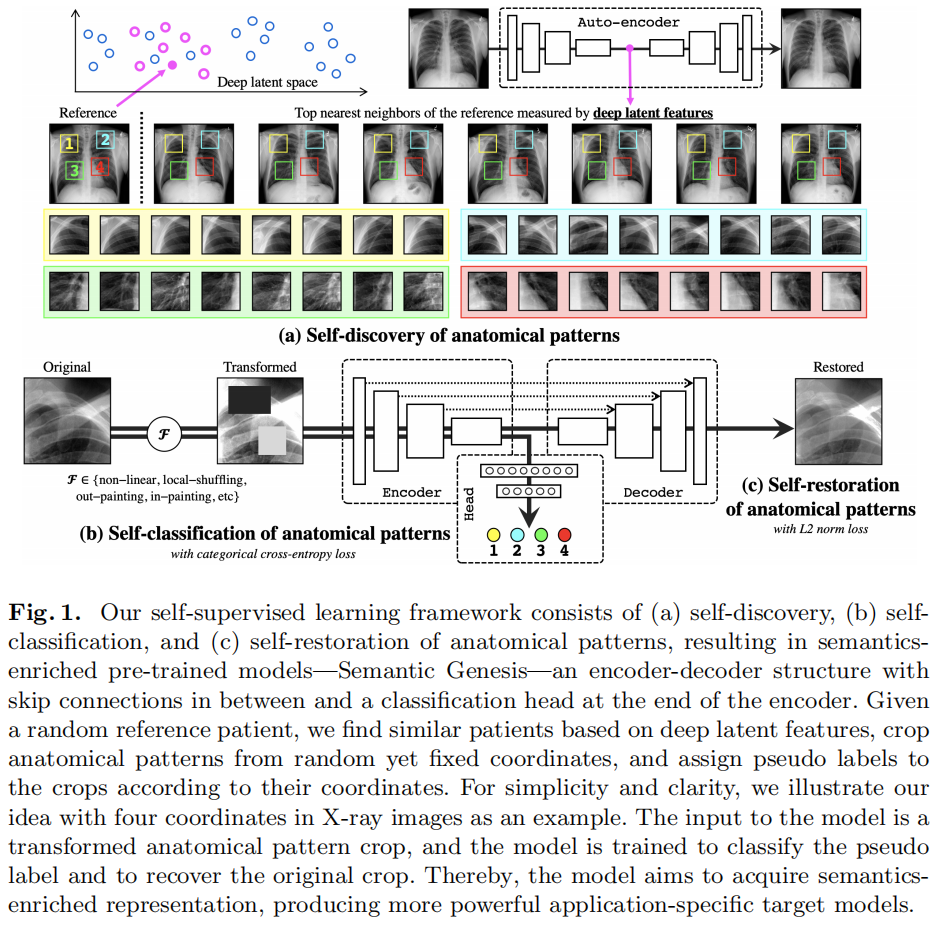 Auto-encoder
Deep latent space
Reference
Top nearest neighbors of the reference measured by deep latent features
1 2
3 4
(a) Self-discovery of anatomical patterns
Original
Transformed
Restored
ℱ
ℱ ∈ {non-linear, local-shuffling,
out-painting, in-painting, etc}
Encoder
Decoder
Head
1 2 3 4
(b) Self-classification of anatomical patterns
with categorical cross-entropy loss
(c) Self-restoration
of anatomical patterns
with L2 norm loss
Fig. 1. Our self-supervised learning framework consists of (a) self-discovery, (b) self-
classification, and (c) self-restoration of anatomical patterns, resulting in semantics-
enriched pre-trained models—Semantic Genesis—an encoder-decoder structure with
skip connections in between and a classification head at the end of the encoder. Given
a random reference patient, we find similar patients based on deep latent features, crop
anatomical patterns from random yet fixed coordinates, and assign pseudo labels to
the crops according to their coordinates. For simplicity and clarity, we illustrate our
idea with four coordinates in X-ray images as an example. The input to the model is a
transformed anatomical pattern crop, and the model is trained to classify the pseudo
label and to recover the original crop. Thereby, the model aims to acquire semantics-
enriched representation, producing more powerful application-specific target models.